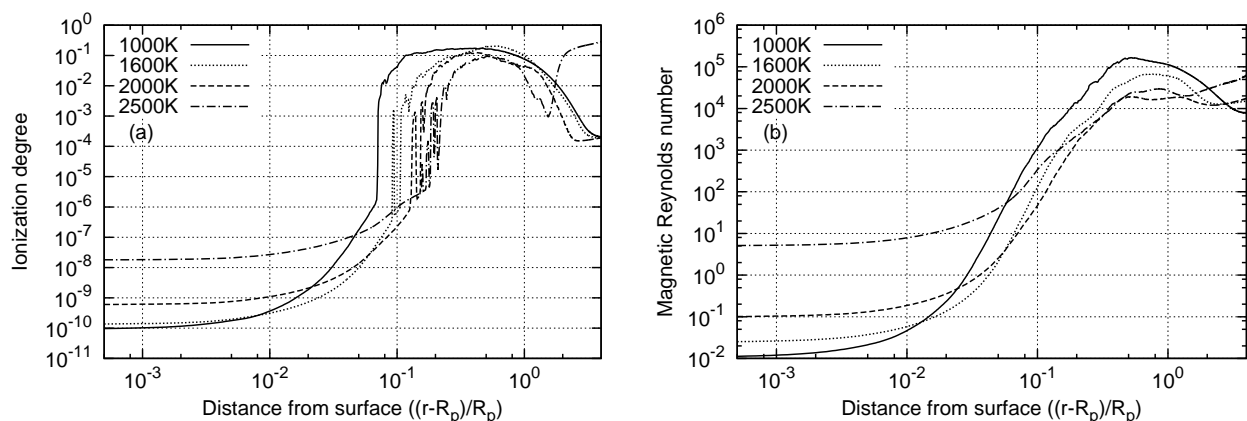 10^0
10^-1
10^-2
10^-3
10^-4
10^-5
10^-6
10^-7
10^-8
10^-9
10^-10
10^-11
Ionization degree
1000K
1600K
2000K
2500K
(a)
10^-3 10^-2 10^-1 10^0
Distance from surface ((r-R_p)/R_p)
10^6
10^5
10^4
10^3
10^2
10^1
10^0
10^-1
10^-2
Magnetic Reynolds number
1000K
1600K
2000K
2500K
(b)
10^-3 10^-2 10^-1 10^0
Distance from surface ((r-R_p)/R_p)